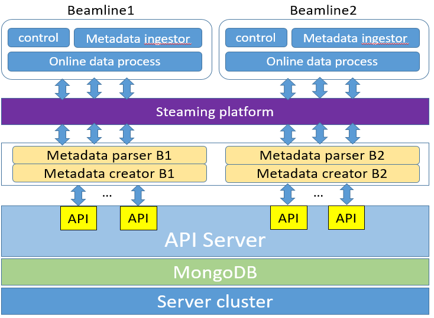 Beamline1
Beamline2
control
Metadata ingestor
control
Metadata ingestor
Online data process
Online data process
Steaming platform
Metadata parser B1
Metadata parser B2
Metadata creator B1
Metadata creator B2
...
...
API
API
API
API
API Server
MongoDB
Server cluster